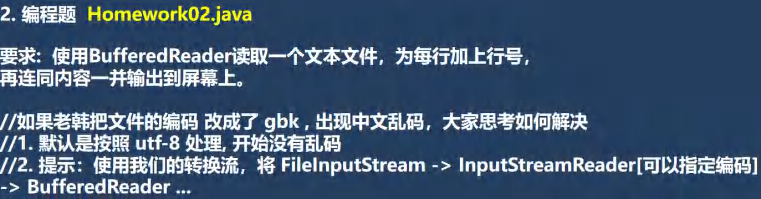 2. 编程题 Homework02.java
要求: 使用BufferedReader读取一个文本文件，为每行加上行号，
再连同内容一并输出到屏幕上。
//如果老韩把文件的编码 改成了 gbk , 出现中文乱码，大家思考如何解决
//1. 默认是按照 utf-8 处理, 开始没有乱码
//2. 提示：使用我们的转换流，将 FileInputStream -> InputStreamReader[可以指定编码]
-> BufferedReader ...